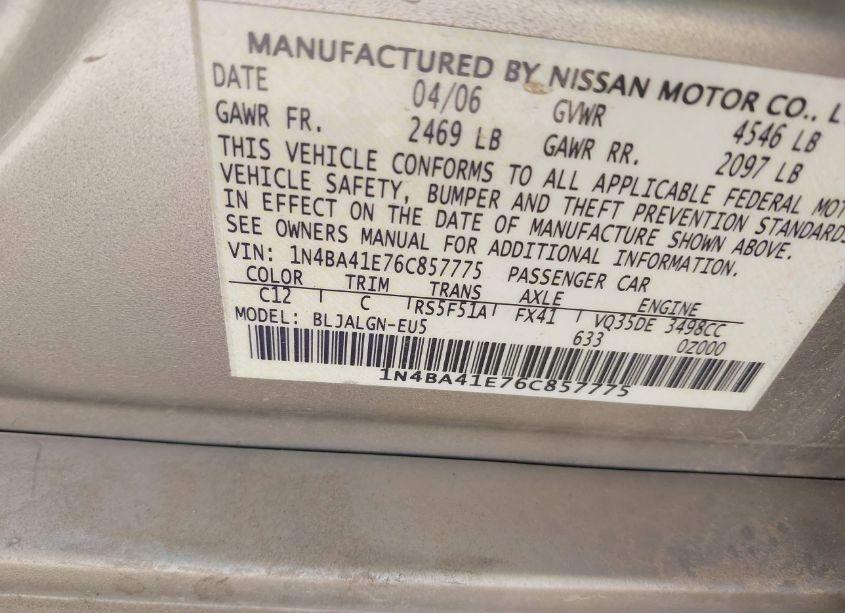 MANUFACTURED BY NISSAN MOTOR CO., L
DATE 04/06 GVWR 4546 LB
GAWR FR. 2469 LB GAWR RR. 2097 LB
THIS VEHICLE CONFORMS TO ALL APPLICABLE FEDERAL MOT
VEHICLE SAFETY, BUMPER AND THEFT PREVENTION STANDARDS
IN EFFECT ON THE DATE OF MANUFACTURE SHOWN ABOVE.
SEE OWNERS MANUAL FOR ADDITIONAL INFORMATION.
VIN: 1N4BA41E76C857775 PASSENGER CAR
COLOR TRIM TRANS AXLE ENGINE
C12 C RS5F51A FX41 VQ35DE 3498CC
MODEL: BLJALGN-EU5 633 0Z000
1N4BA41E76C857775